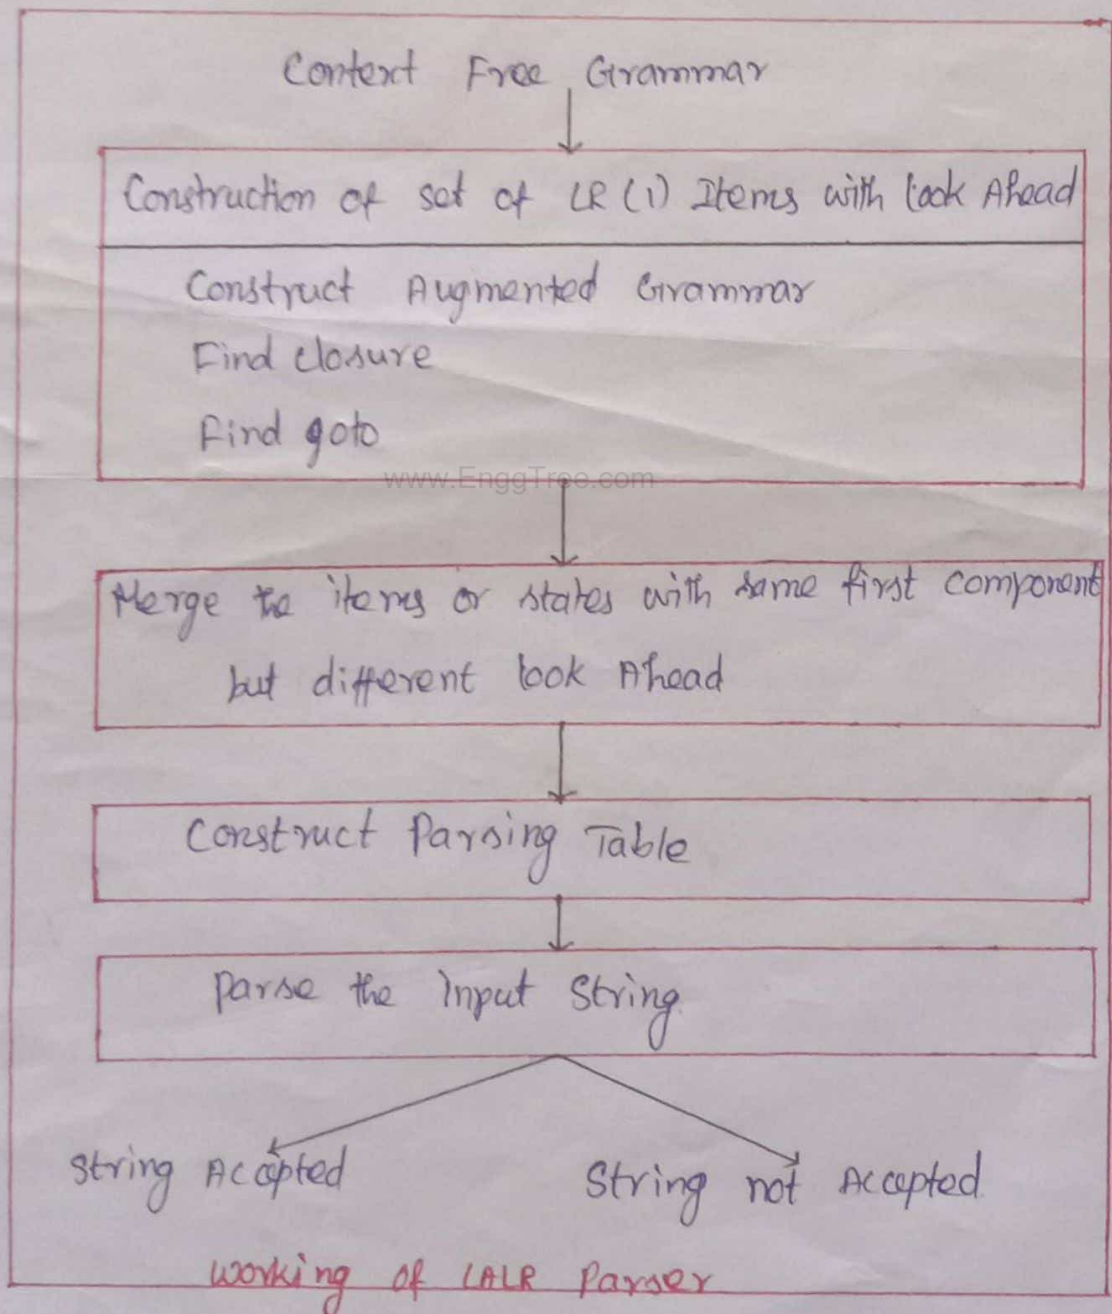 Context Free Grammar
Construction of set of LR (1) Items with look Ahead
Construct Augmented Grammar
Find closure
Find goto
www.EnggTree.com
Merge the items or states with same first component
but different look Ahead
Construct Parsing Table
Parse the Input String.
String Accepted
String not Accepted.
Working of LALR Parser